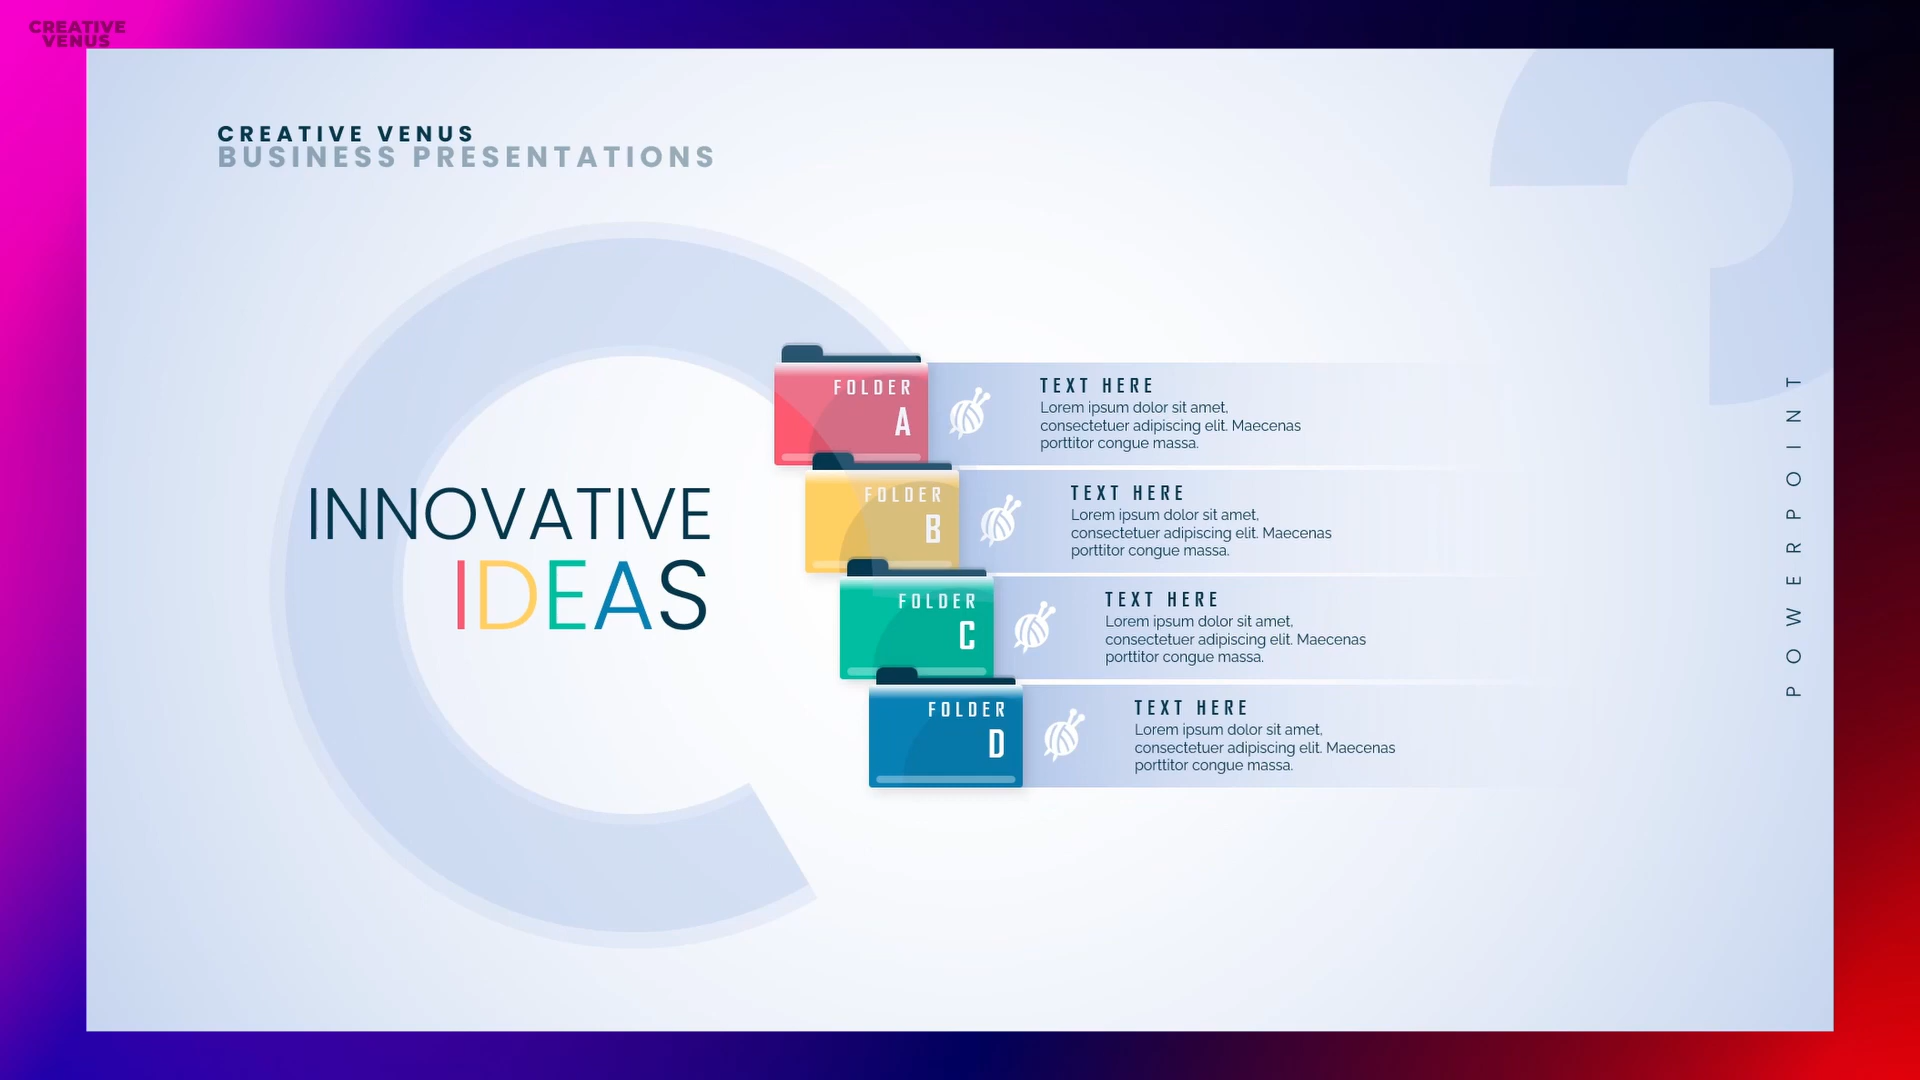 CREATIVE
VENUS
CREATIVE VENUS
BUSINESS PRESENTATIONS
INNOVATIVE
IDEAS
FOLDER
A
TEXT HERE
Lorem ipsum dolor sit amet,
consectetuer adipiscing elit. Maecenas
porttitor congue massa.
FOLDER
B
TEXT HERE
Lorem ipsum dolor sit amet,
consectetuer adipiscing elit. Maecenas
porttitor congue massa.
FOLDER
C
TEXT HERE
Lorem ipsum dolor sit amet,
consectetuer adipiscing elit. Maecenas
porttitor congue massa.
FOLDER
D
TEXT HERE
Lorem ipsum dolor sit amet,
consectetuer adipiscing elit. Maecenas
porttitor congue massa.
POWERPOINT